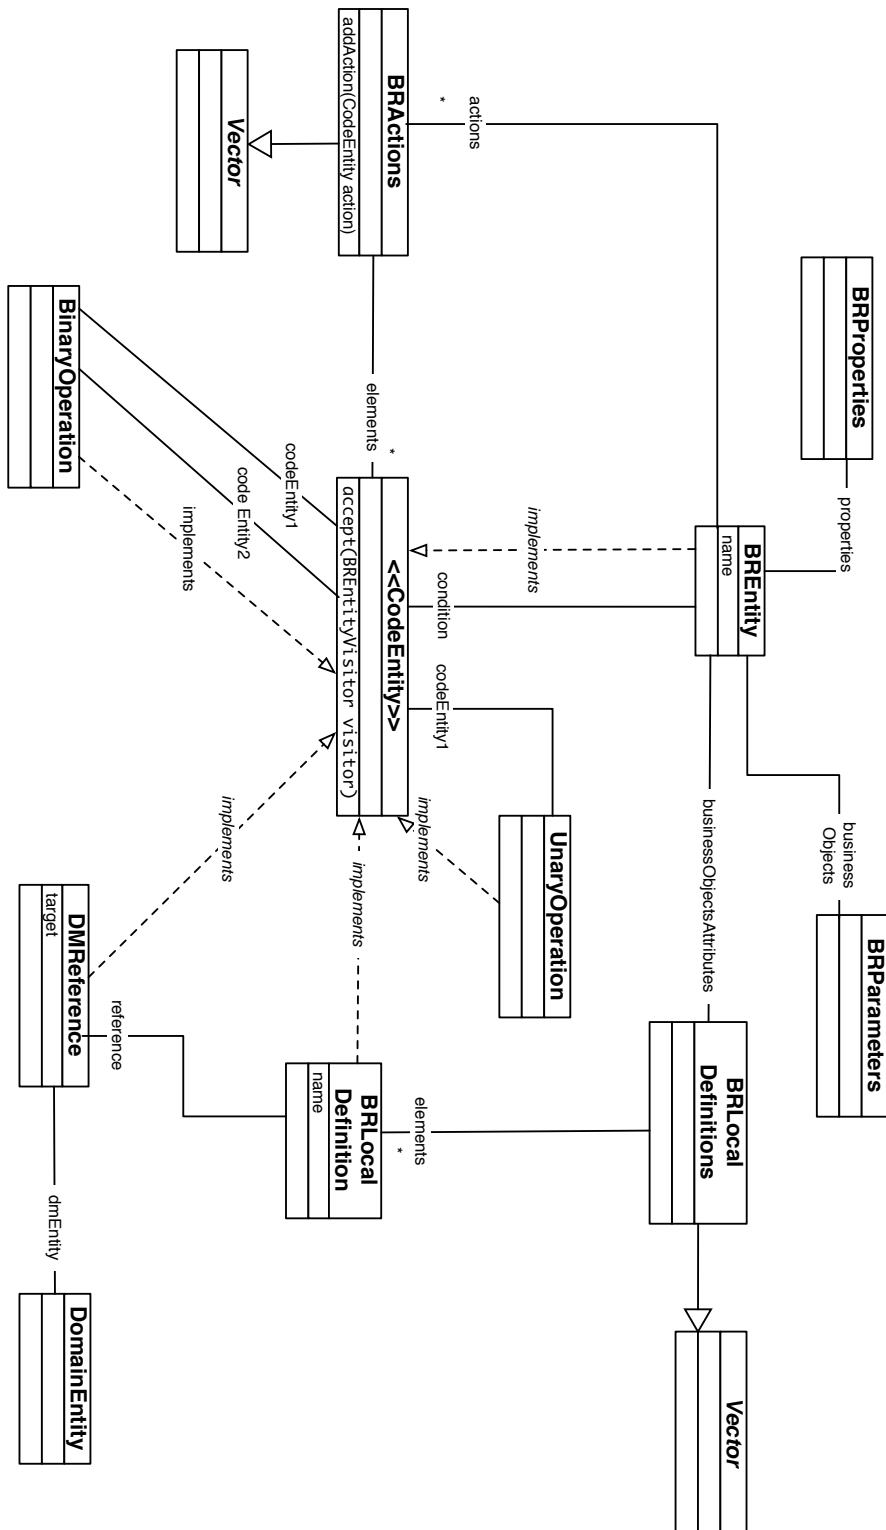 BRProperties
properties
BREntity
name
business
Objects
BRParameters
actions
*
implements
condition
codeEntity1
UnaryOperation
implements
businessObjectsAttributes
BRLocal
Definitions
Vector
BRActions
addAction(CodeEntity action)
elements
*
<<CodeEntity>>
accept(BREntityVisitor visitor)
implements
elements
*
BRLocal
Definition
name
Vector
codeEntity1
code Entity2
implements
implements
reference
BinaryOperation
DMReference
target
dmEntity
DomainEntity